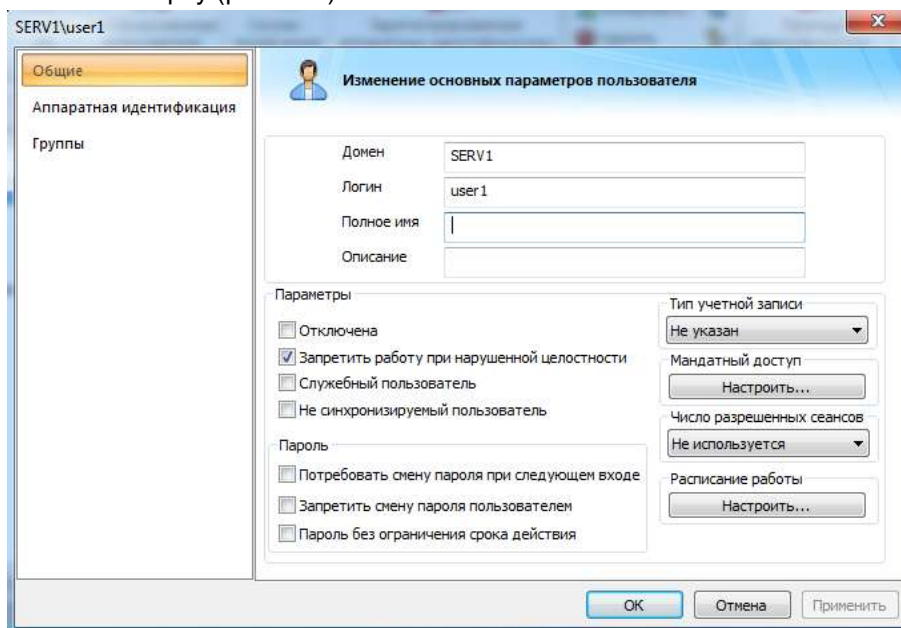 SERV1\user1
Общие
Аппаратная идентификация
Группы
Изменение основных параметров пользователя
Домен SERV1
Логин user1
Полное имя
Описание
Параметры
Отключена
Запретить работу при нарушенной целостности
Служебный пользователь
Не синхронизируемый пользователь
Пароль
Потребовать смену пароля при следующем входе
Запретить смену пароля пользователем
Пароль без ограничения срока действия
Тип учетной записи
Не указан
Мандатный доступ
Настроить...
Число разрешенных сеансов
Не используется
Расписание работы
Настроить...
ОК
Отмена
Применить